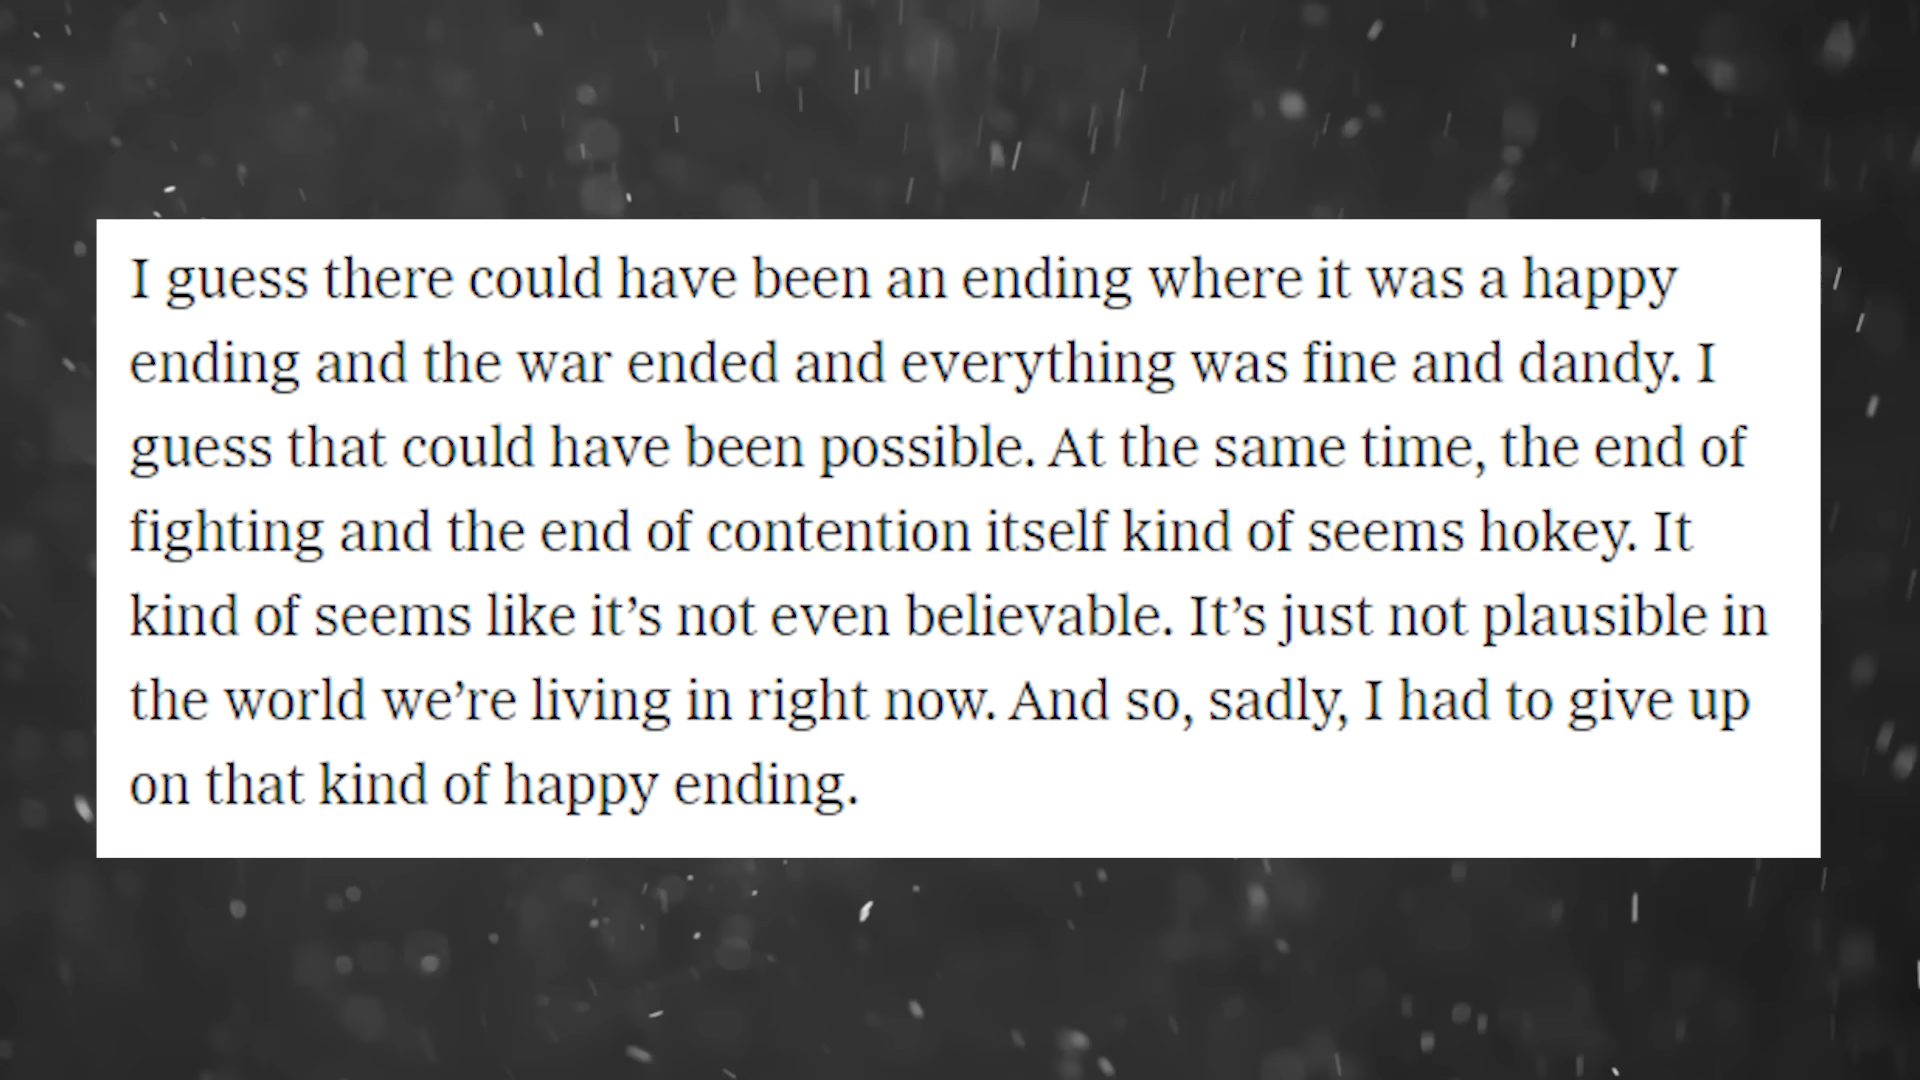 I guess there could have been an ending where it was a happy
ending and the war ended and everything was fine and dandy. I
guess that could have been possible. At the same time, the end of
fighting and the end of contention itself kind of seems hokey. It
kind of seems like it’s not even believable. It’s just not plausible in
the world we’re living in right now. And so, sadly, I had to give up
on that kind of happy ending.